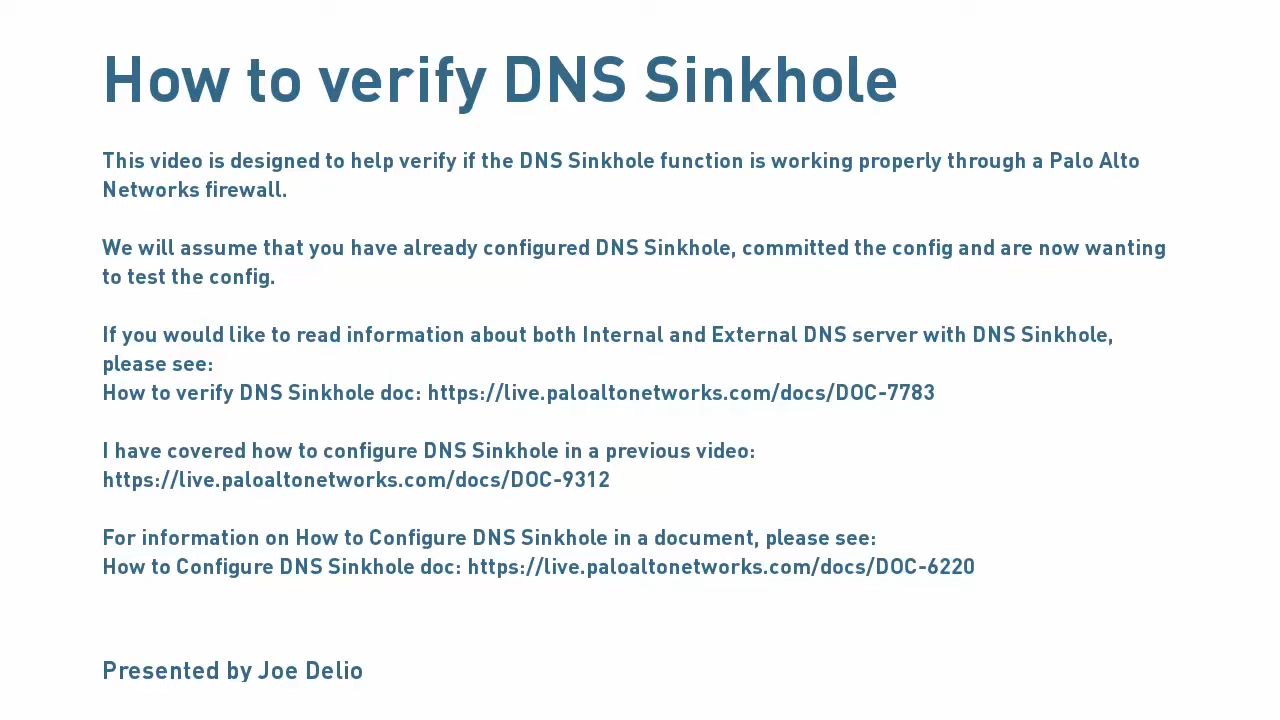 How to verify DNS Sinkhole
This video is designed to help verify if the DNS Sinkhole function is working properly through a Palo Alto
Networks firewall.
We will assume that you have already configured DNS Sinkhole, committed the config and are now wanting
to test the config.
If you would like to read information about both Internal and External DNS server with DNS Sinkhole,
please see:
How to verify DNS Sinkhole doc: https://live.paloaltonetworks.com/docs/DOC-7783
I have covered how to configure DNS Sinkhole in a previous video:
https://live.paloaltonetworks.com/docs/DOC-9312
For information on How to Configure DNS Sinkhole in a document, please see:
How to Configure DNS Sinkhole doc: https://live.paloaltonetworks.com/docs/DOC-6220
Presented by Joe Delio